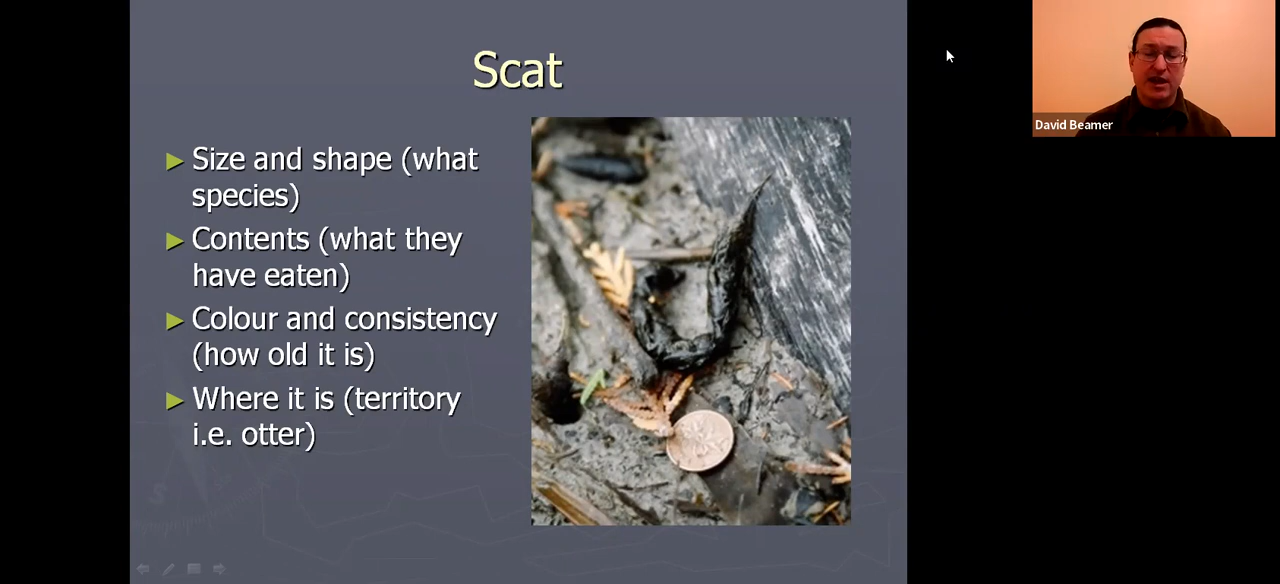 Scat
Size and shape (what
species)
Contents (what they
have eaten)
Colour and consistency
(how old it is)
Where it is (territory
i.e. otter)
David Beamer